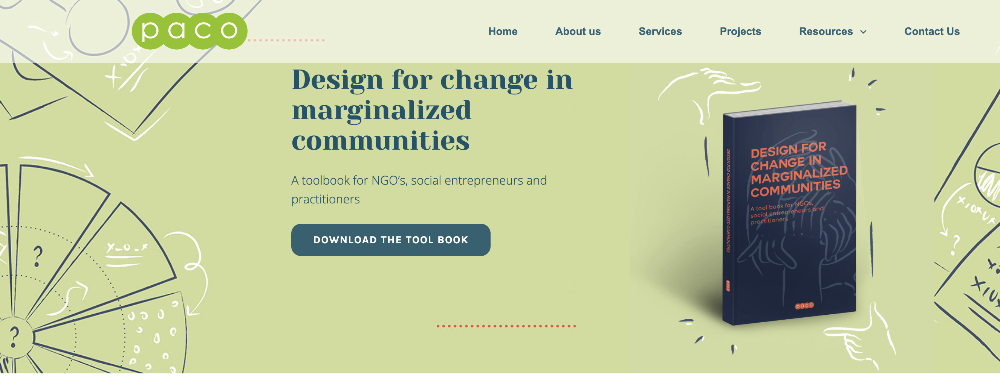 paco
Home
About us
Services
Projects
Resources
Contact Us
Design for change in
marginalized
communities
A toolbook for NGO’s, social entrepreneurs and
practitioners
DOWNLOAD THE TOOL BOOK
DESIGN FOR CHANGE IN MARGINALIZED COMMUNITIES
paco
DESIGN FOR
CHANGE IN
MARGINALIZED
COMMUNITIES
A tool book for NGOs,
social entrepreneurs and
practitioners
paco
?
x-o-x
?
?